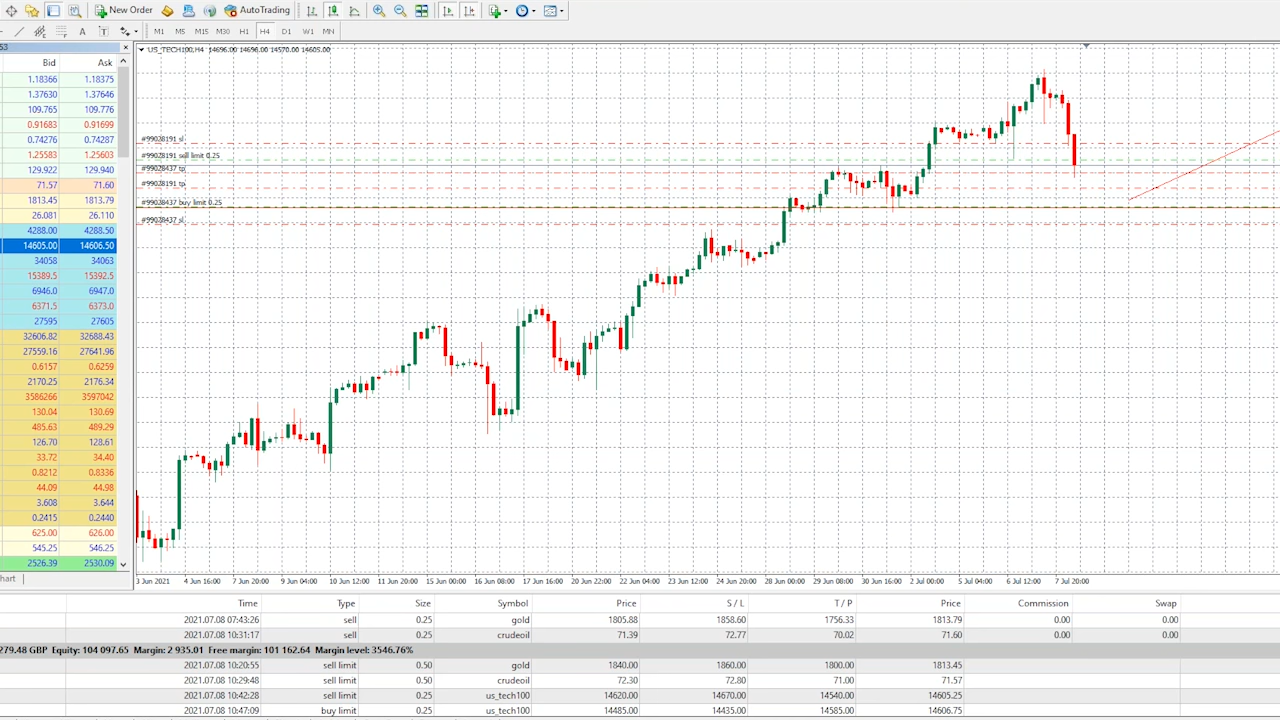 New Order AutoTrading
A T M1 M5 M15 M30 H1 H4 D1 W1 MN
53
Bid Ask
1.18366 1.18375
1.37630 1.37646
109.765 109.776
0.91683 0.91699
0.74276 0.74287
1.25583 1.25603
129.922 129.940
71.57 71.60
1813.45 1813.79
26.081 26.110
4288.00 4288.50
14605.00 14606.50
34058 34063
15389.5 15392.5
6946.0 6947.0
6371.5 6373.0
27595 27605
32606.82 32688.43
27559.16 27641.96
0.6157 0.6259
2170.25 2176.34
3586266 3597042
130.04 130.69
485.63 489.29
126.70 128.61
33.72 34.40
0.8212 0.8336
44.09 44.98
3.608 3.644
0.2415 0.2440
625.00 626.00
545.25 546.25
2526.39 2530.09
hart
US_TECH100,H4 14696.00 14696.00 14570.00 14605.00
#99028191 sl
#99028191 sell limit 0.25
#99028437 tp
#99028191 tp
#99028437 buy limit 0.25
#99028437 sl
3 Jun 2021 4 Jun 16:00 7 Jun 20:00 9 Jun 04:00 10 Jun 12:00 11 Jun 20:00 15 Jun 00:00 16 Jun 08:00 17 Jun 16:00 20 Jun 22:00 22 Jun 04:00 23 Jun 12:00 24 Jun 20:00 28 Jun 00:00 29 Jun 08:00 30 Jun 16:00 2 Jul 00:00 5 Jul 04:00 6 Jul 12:00 7 Jul 20:00
Time Type Size Symbol Price S / L T / P Price Commission Swap
2021.07.08 07:43:26 sell 0.25 gold 1805.88 1858.60 1756.33 1813.79 0.00 0.00
2021.07.08 10:31:17 sell 0.25 crudeoil 71.39 72.77 70.02 71.60 0.00 0.00
279.48 GBP Equity: 104 097.65 Margin: 2 935.01 Free margin: 101 162.64 Margin level: 3546.76%
2021.07.08 10:20:55 sell limit 0.50 gold 1840.00 1860.00 1800.00 1813.45
2021.07.08 10:29:48 sell limit 0.50 crudeoil 72.30 72.80 71.00 71.57
2021.07.08 10:42:28 sell limit 0.25 us_tech100 14620.00 14670.00 14540.00 14605.25
2021.07.08 10:47:09 buy limit 0.25 us_tech100 14485.00 14435.00 14585.00 14606.75